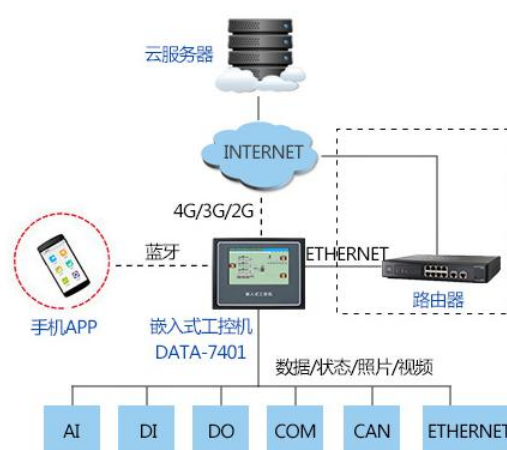 云服务器
INTERNET
4G/3G/2G
蓝牙
ETHERNET
手机APP
嵌入式工控机
DATA-7401
路由器
数据/状态/照片/视频
AI
DI
DO
COM
CAN
ETHERNET